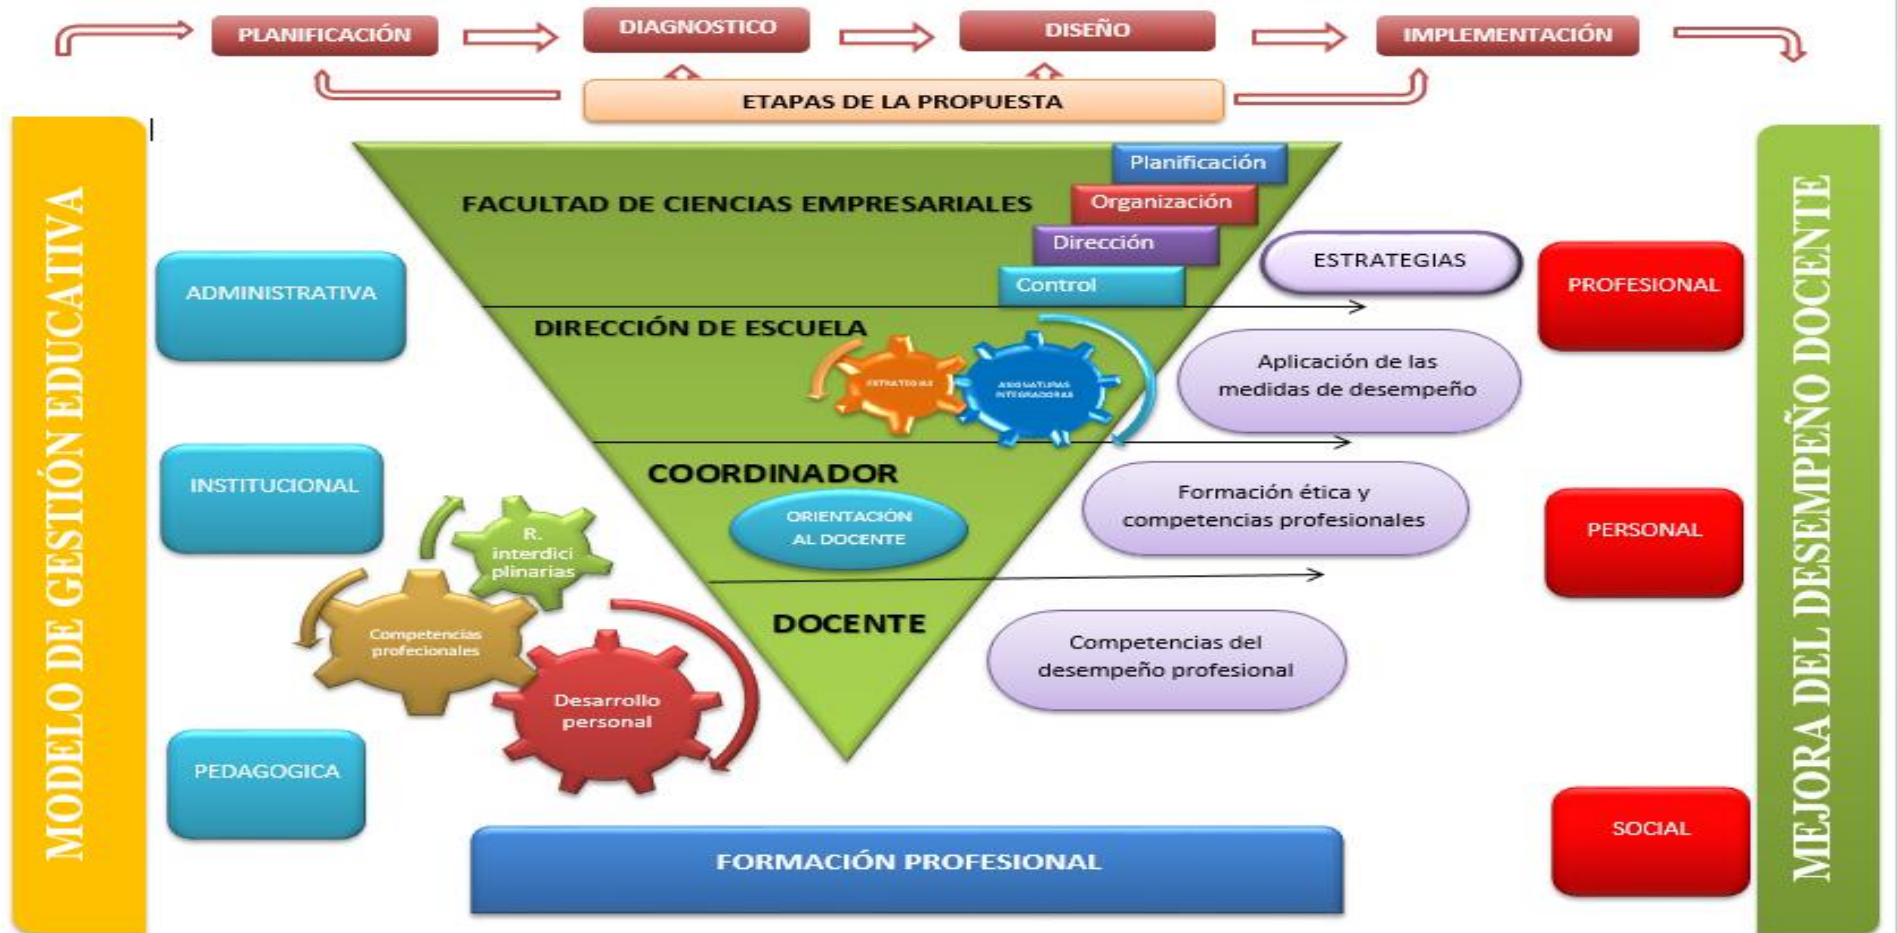 PLANIFICACIÓN
DIAGNOSTICO
DISEÑO
IMPLEMENTACIÓN
ETAPAS DE LA PROPUESTA
MODELO DE GESTIÓN EDUCATIVA
ADMINISTRATIVA
INSTITUCIONAL
PEDAGOGICA
FACULTAD DE CIENCIAS EMPRESARIALES
Planificación
Organización
Dirección
Control
DIRECCIÓN DE ESCUELA
ESTRATEGIAS
ASIGNATURAS
INTEGRADORAS
COORDINADOR
ORIENTACIÓN
AL DOCENTE
DOCENTE
R.
interdici
plinarias
Competencias
profecionales
Desarrollo
personal
ESTRATEGIAS
Aplicación de las
medidas de desempeño
Formación ética y
competencias profesionales
Competencias del
desempeño profesional
PROFESIONAL
PERSONAL
SOCIAL
MEJORA DEL DESEMPEÑO DOCENTE
FORMACIÓN PROFESIONAL